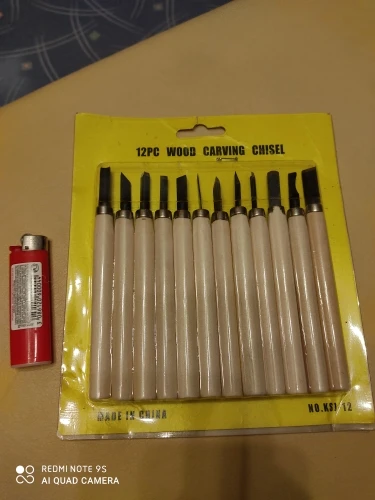 12PC WOOD CARVING CHISEL
MADE IN CHINA
REDMI NOTE 9S
AI QUAD CAMERA